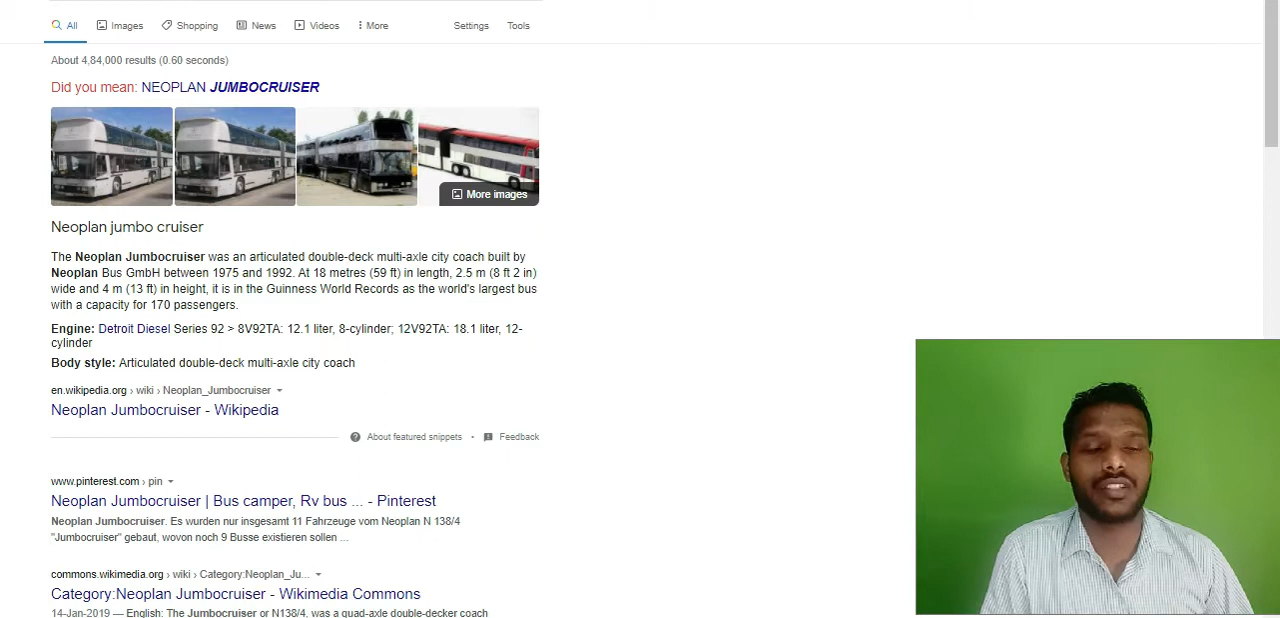 All Images Shopping News Videos More Settings Tools
About 4,84,000 results (0.60 seconds)
Did you mean: NEOPLAN JUMBOCRUISER
More images
Neoplan jumbo cruiser
The Neoplan Jumbocruiser was an articulated double-deck multi-axle city coach built by
Neoplan Bus GmbH between 1975 and 1992. At 18 metres (59 ft) in length, 2.5 m (8 ft 2 in)
wide and 4 m (13 ft) in height, it is in the Guinness World Records as the world's largest bus
with a capacity for 170 passengers.
Engine: Detroit Diesel Series 92 > 8V92TA: 12.1 liter, 8-cylinder; 12V92TA: 18.1 liter, 12-
cylinder
Body style: Articulated double-deck multi-axle city coach
en.wikipedia.org › wiki › Neoplan_Jumbocruiser
Neoplan Jumbocruiser - Wikipedia
About featured snippets • Feedback
www.pinterest.com › pin
Neoplan Jumbocruiser | Bus camper, Rv bus ... - Pinterest
Neoplan Jumbocruiser. Es wurden nur insgesamt 11 Fahrzeuge vom Neoplan N 138/4
"Jumbocruiser" gebaut, wovon noch 9 Busse existieren sollen ...
commons.wikimedia.org › wiki › Category:Neoplan_Ju...
Category:Neoplan Jumbocruiser - Wikimedia Commons
14-Jan-2019 — English: The Jumbocruiser or N138/4, was a quad-axle double-decker coach